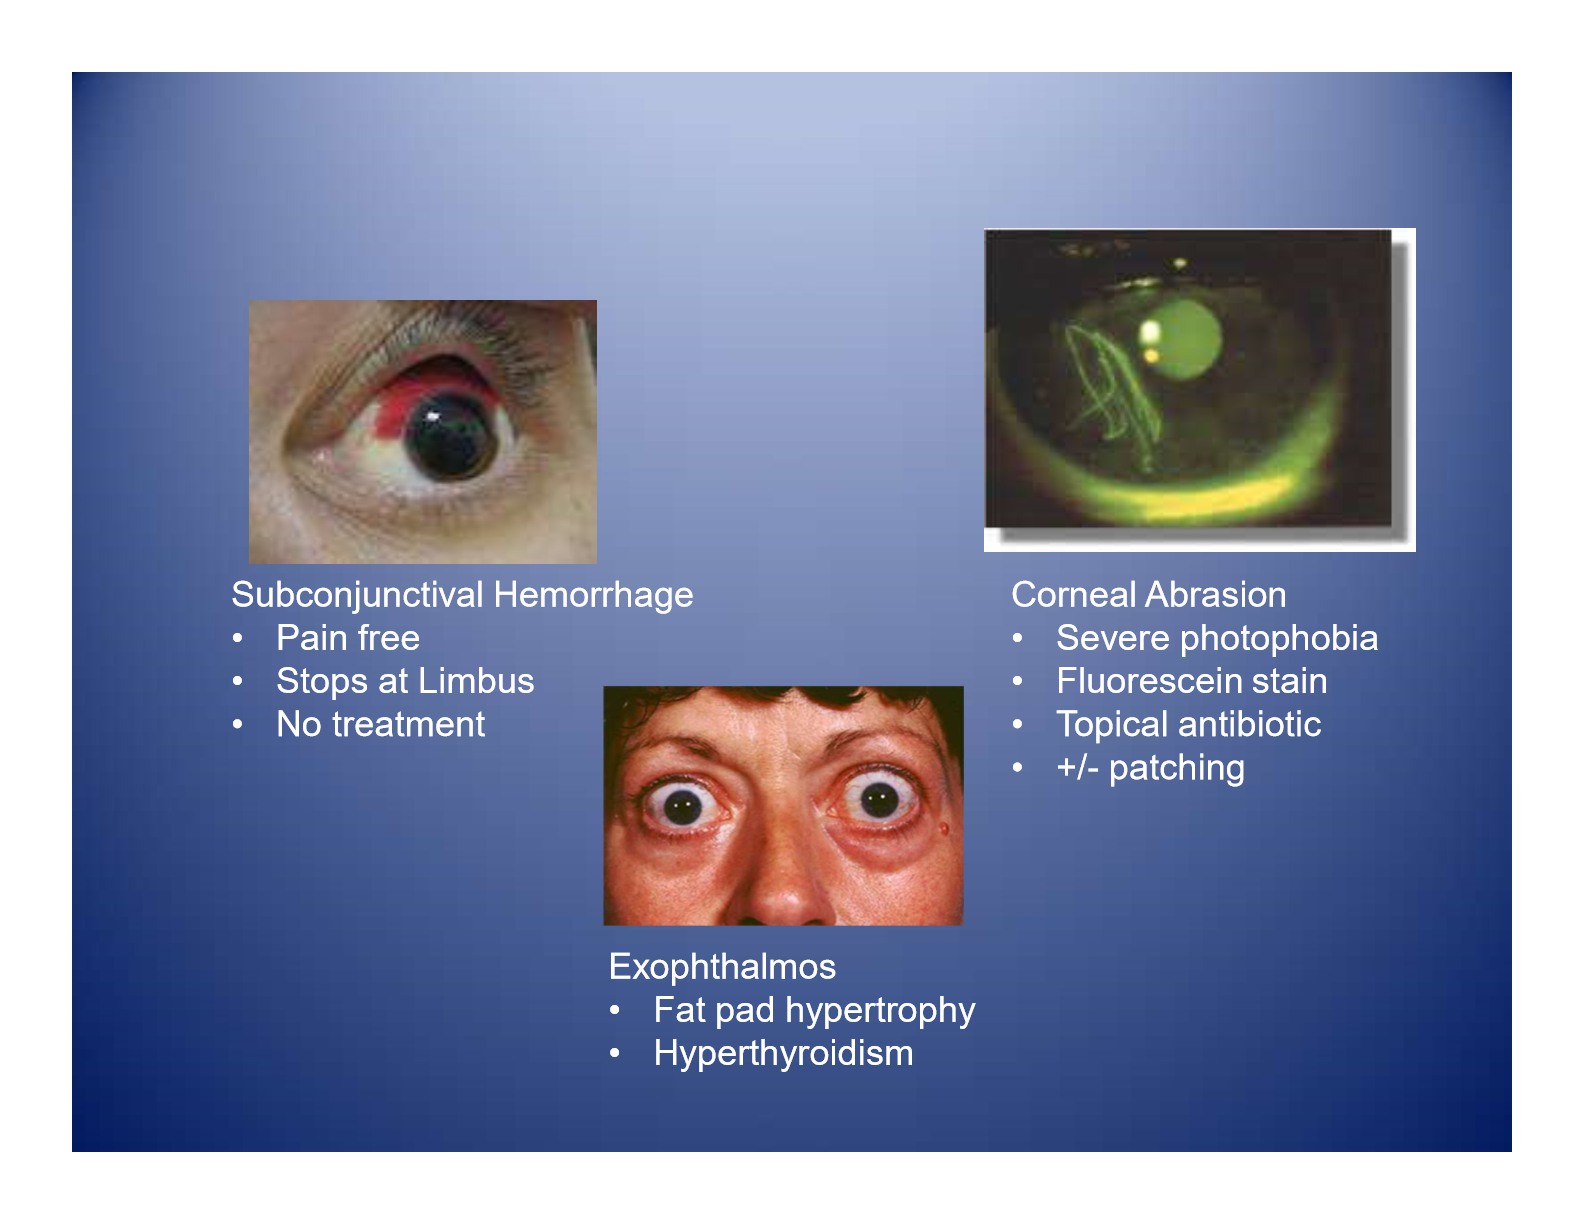 Subconjunctival Hemorrhage
• Pain free
• Stops at Limbus
• No treatment
Corneal Abrasion
• Severe photophobia
• Fluorescein stain
• Topical antibiotic
• +/- patching
Exophthalmos
• Fat pad hypertrophy
• Hyperthyroidism